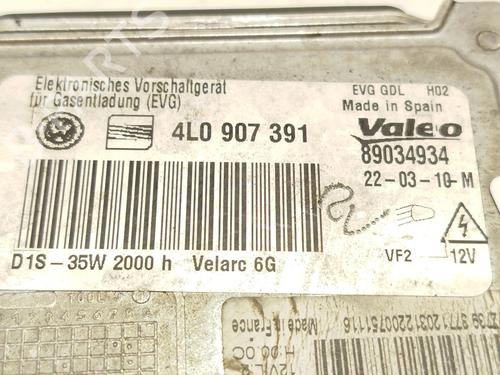 Elektronisches Vorschaltgerät
für Gasentladung (EVG)
4L0 907 391
D1S-35W 2000 h Velarc 6G
EVG GDL H02
Made in Spain
Valeo
89034934
22-03-10-M
VF2
12V
Made in France